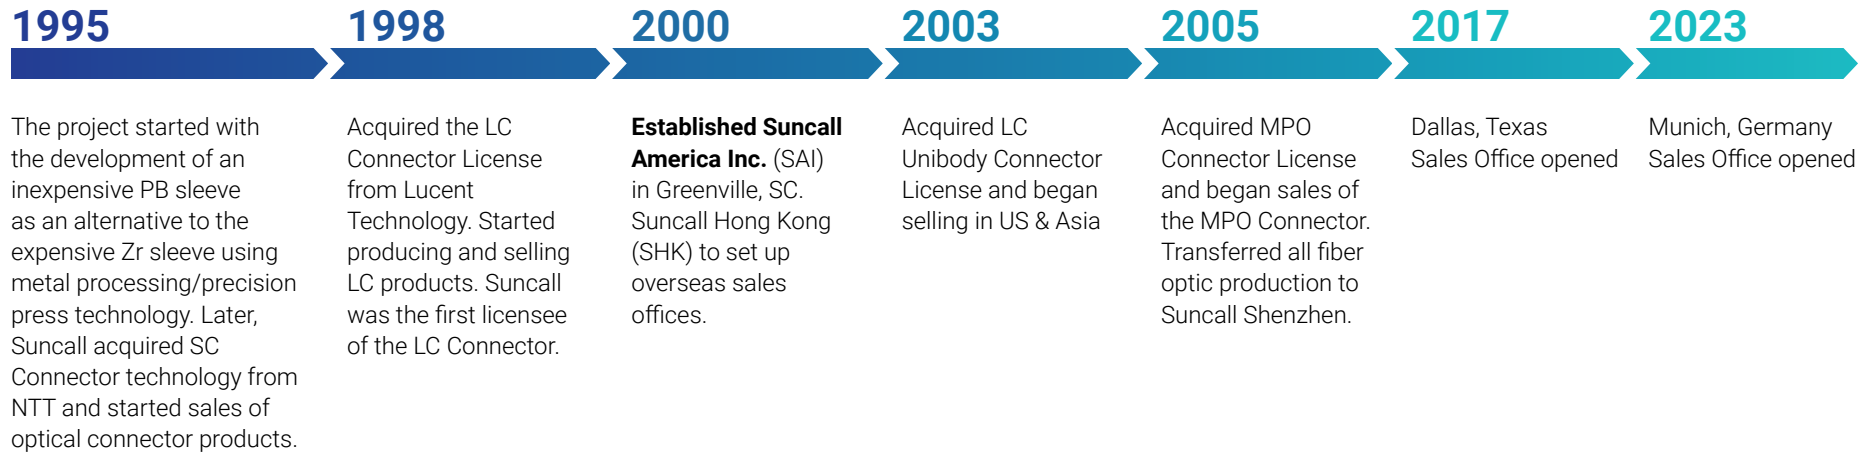 1995
The project started with
the development of an
inexpensive PB sleeve
as an alternative to the
expensive Zr sleeve using
metal processing/precision
press technology. Later,
Suncall acquired SC
Connector technology from
NTT and started sales of
optical connector products.
1998
Acquired the LC
Connector License
from Lucent
Technology. Started
producing and selling
LC products. Suncall
was the first licensee
of the LC Connector.
2000
Established Suncall
America Inc. (SAI)
in Greenville, SC.
Suncall Hong Kong
(SHK) to set up
overseas sales
offices.
2003
Acquired LC
Unibody Connector
License and began
selling in US & Asia
2005
Acquired MPO
Connector License
and began sales of
the MPO Connector.
Transferred all fiber
optic production to
Suncall Shenzhen.
2017
Dallas, Texas
Sales Office opened
2023
Munich, Germany
Sales Office opened